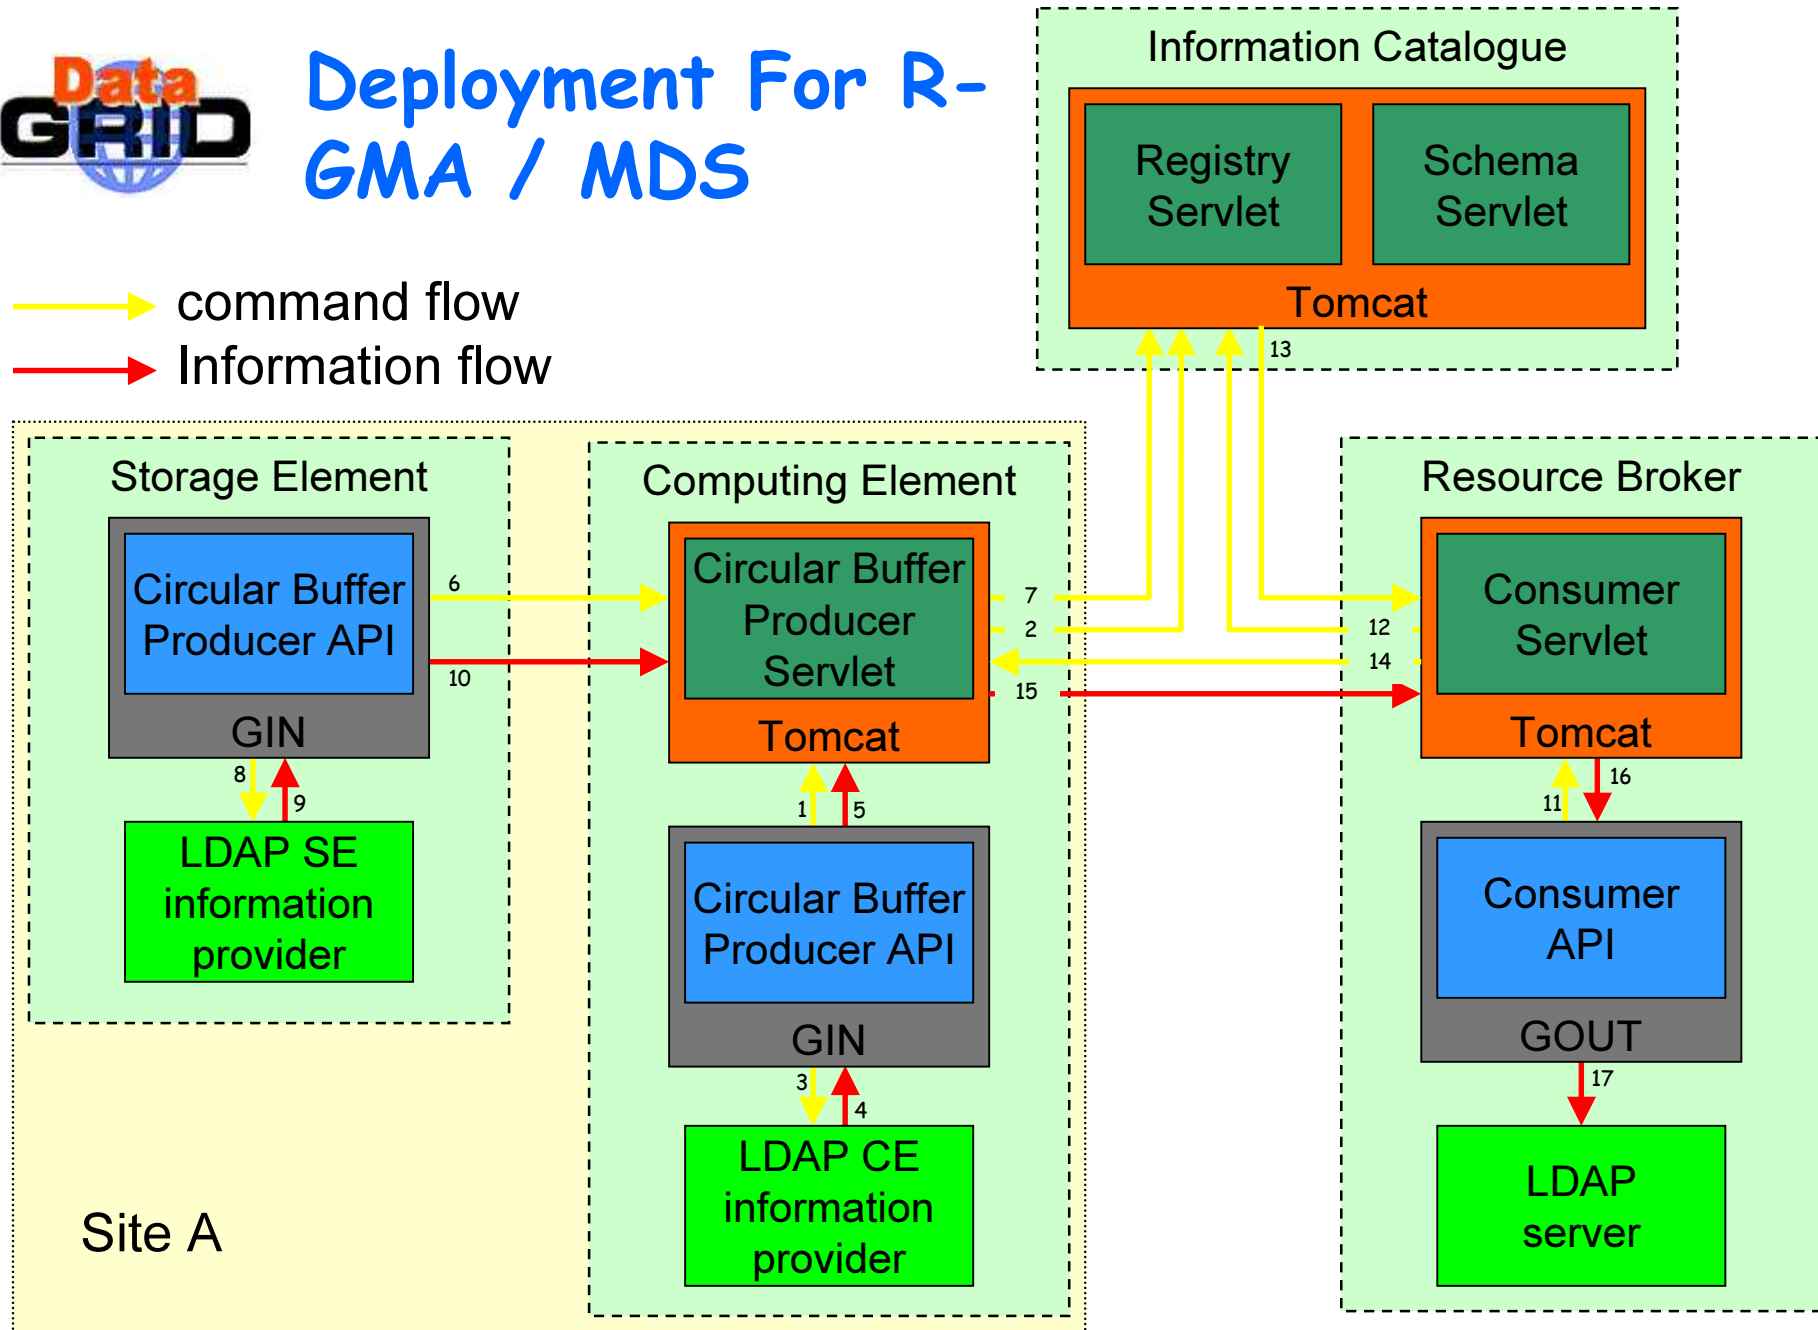 Data
GRID
Deployment For R-
GMA / MDS
command flow
Information flow
Information Catalogue
Registry
Servlet
Schema
Servlet
Tomcat
13
Storage Element
Circular Buffer
Producer API
GIN
6
10
8
9
LDAP SE
information
provider
Site A
Computing Element
Circular Buffer
Producer
Servlet
Tomcat
7
2
15
1
5
Circular Buffer
Producer API
GIN
3
4
LDAP CE
information
provider
Resource Broker
Consumer
Servlet
Tomcat
12
14
11
16
Consumer
API
GOUT
17
LDAP
server